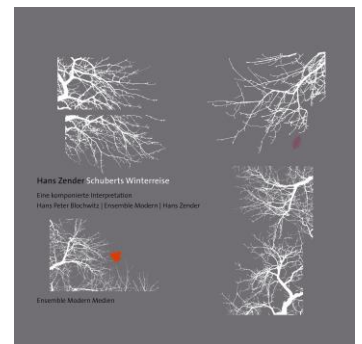 Hans Zender Schuberts Winterreise
Eine komponierte Interpretation
Hans Peter Blochwitz | Ensemble Modern | Hans Zender
Ensemble Modern Medien